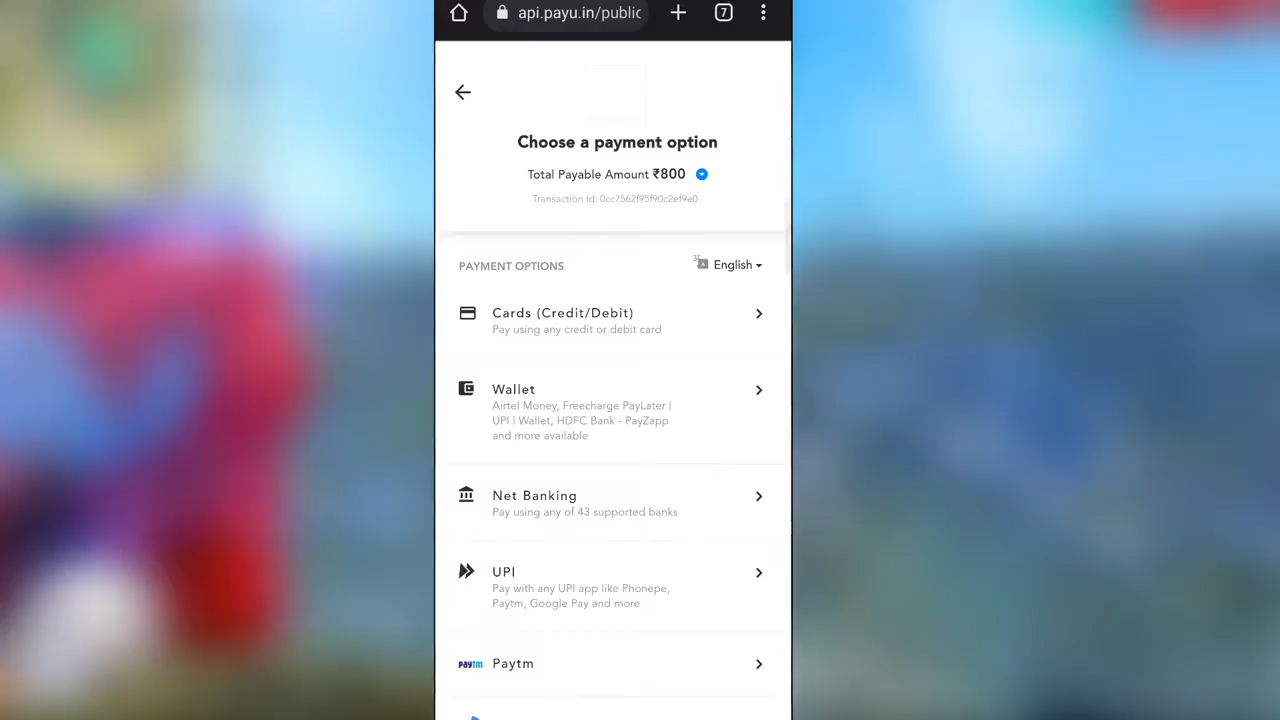 api.payu.in/public
7
Choose a payment option
Total Payable Amount ₹800
Transaction Id: 0cc7562f95f90c2ef9e0
PAYMENT OPTIONS
English
Cards (Credit/Debit)
Pay using any credit or debit card
Wallet
Airtel Money, Freecharge PayLater |
UPI | Wallet, HDFC Bank - PayZapp
and more available
Net Banking
Pay using any of 43 supported banks
UPI
Pay with any UPI app like Phonepe,
Paytm, Google Pay and more
paytm Paytm